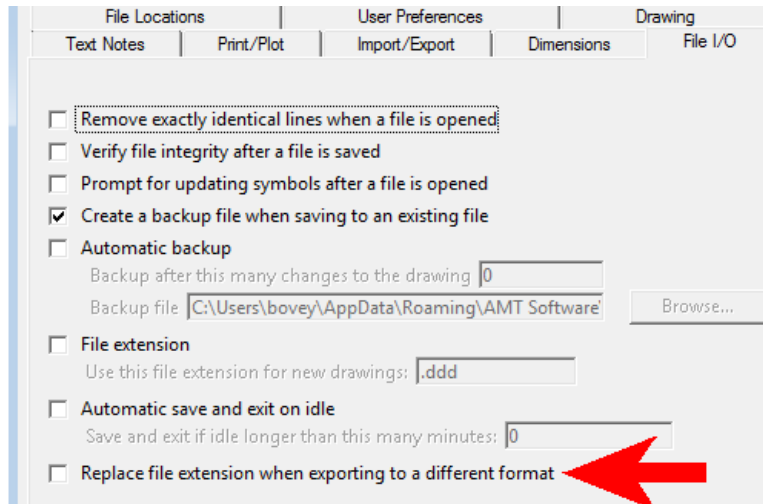 File Locations User Preferences Drawing
Text Notes Print/Plot Import/Export Dimensions File I/O
Remove exactly identical lines when a file is opened
Verify file integrity after a file is saved
Prompt for updating symbols after a file is opened
Create a backup file when saving to an existing file
Automatic backup
Backup after this many changes to the drawing 0
Backup file C:\Users\bovey\AppData\Roaming\AMT Software\ Browse...
File extension
Use this file extension for new drawings: .ddd
Automatic save and exit on idle
Save and exit if idle longer than this many minutes: 0
Replace file extension when exporting to a different format